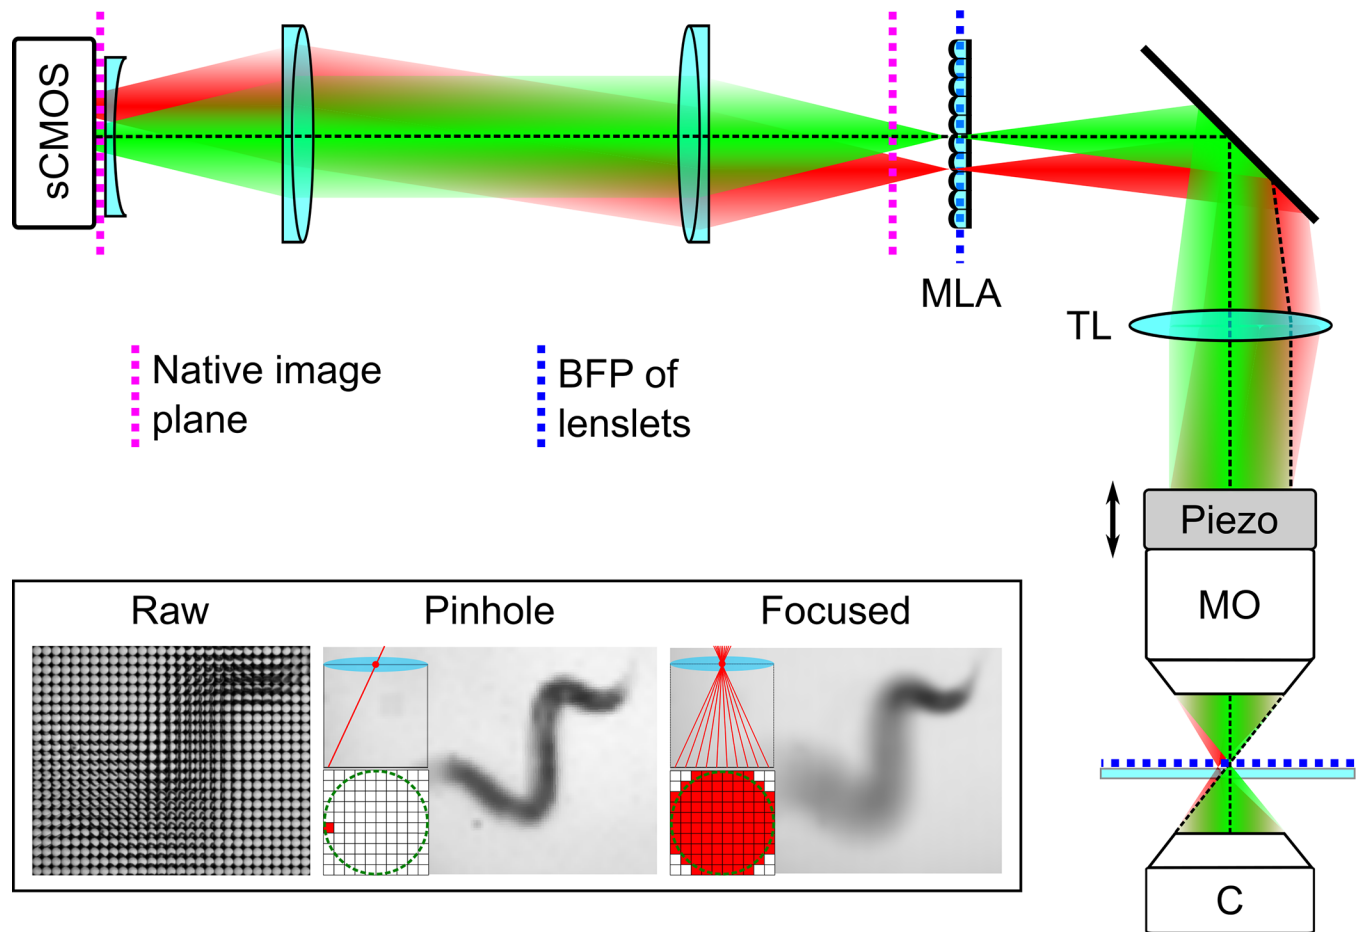 sCMOS
MLA
TL
Native image
plane
BFP of
lenslets
Piezo
MO
Raw
Pinhole
Focused
C